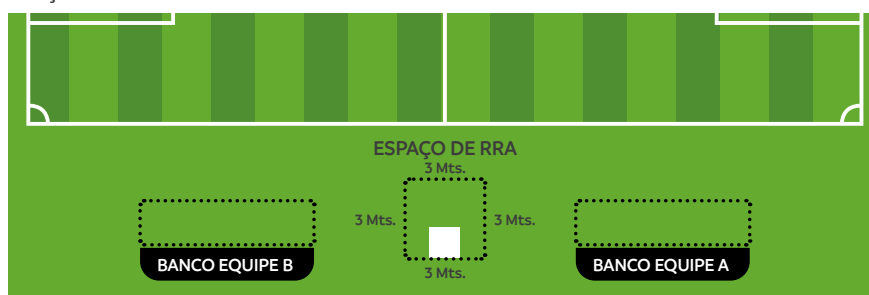 ESPAÇO DE RRA
3 Mts.
3 Mts.
3 Mts.
3 Mts.
BANCO EQUIPE B
BANCO EQUIPE A